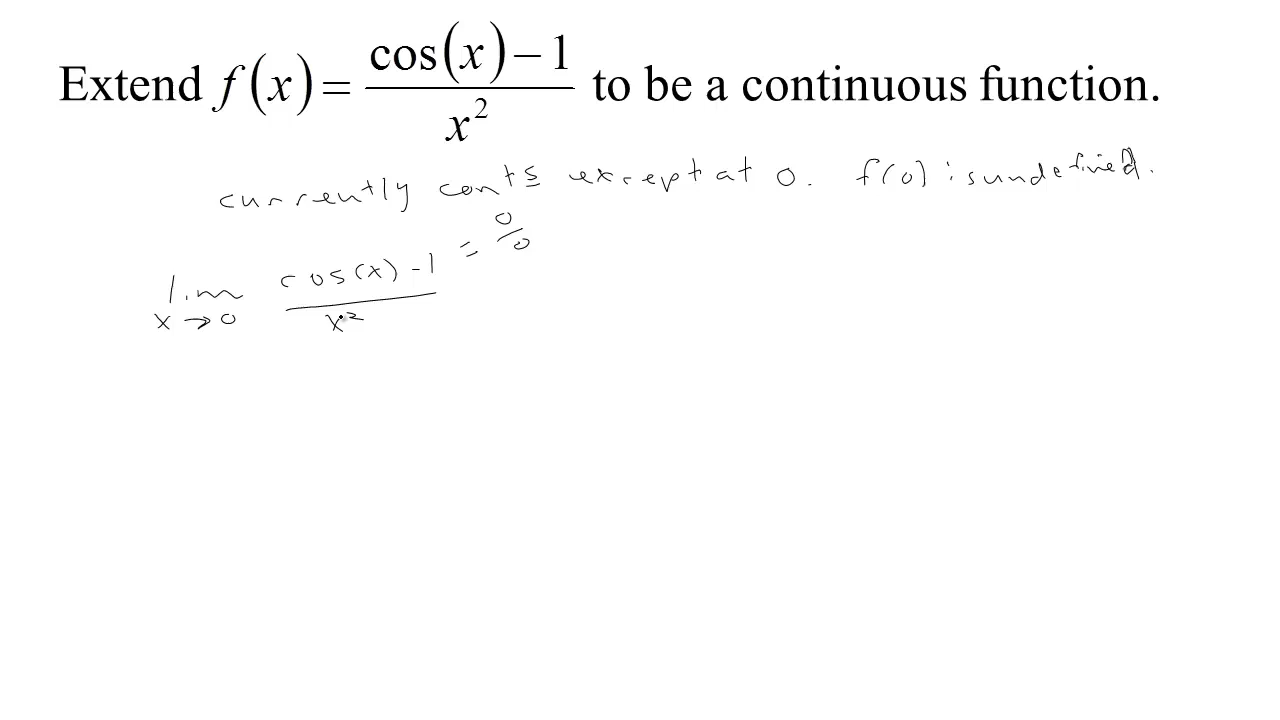 Extend f(x) = (cos(x) − 1)/x² to be a continuous function.
currently conts except at 0. f(0) is undefined.
lim x→0 (cos(x) − 1)/x² = 0/0